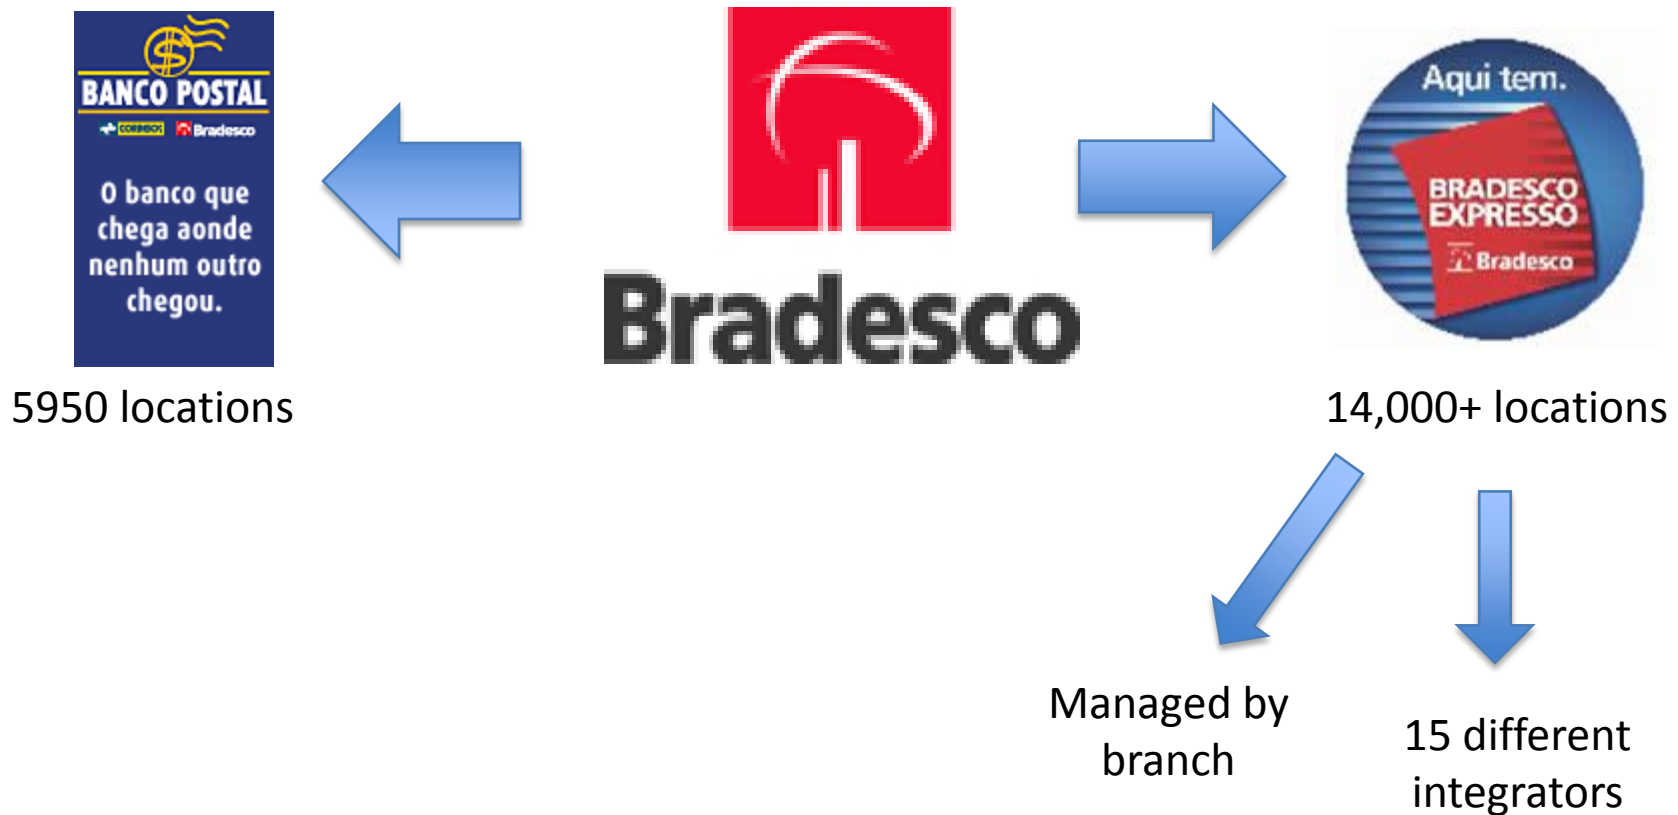 BANCO POSTAL
CORREIOS Bradesco
O banco que
chega aonde
nenhum outro
chegou.
5950 locations
Bradesco
Aqui tem.
BRADESCO
EXPRESSO
Bradesco
14,000+ locations
Managed by
branch
15 different
integrators